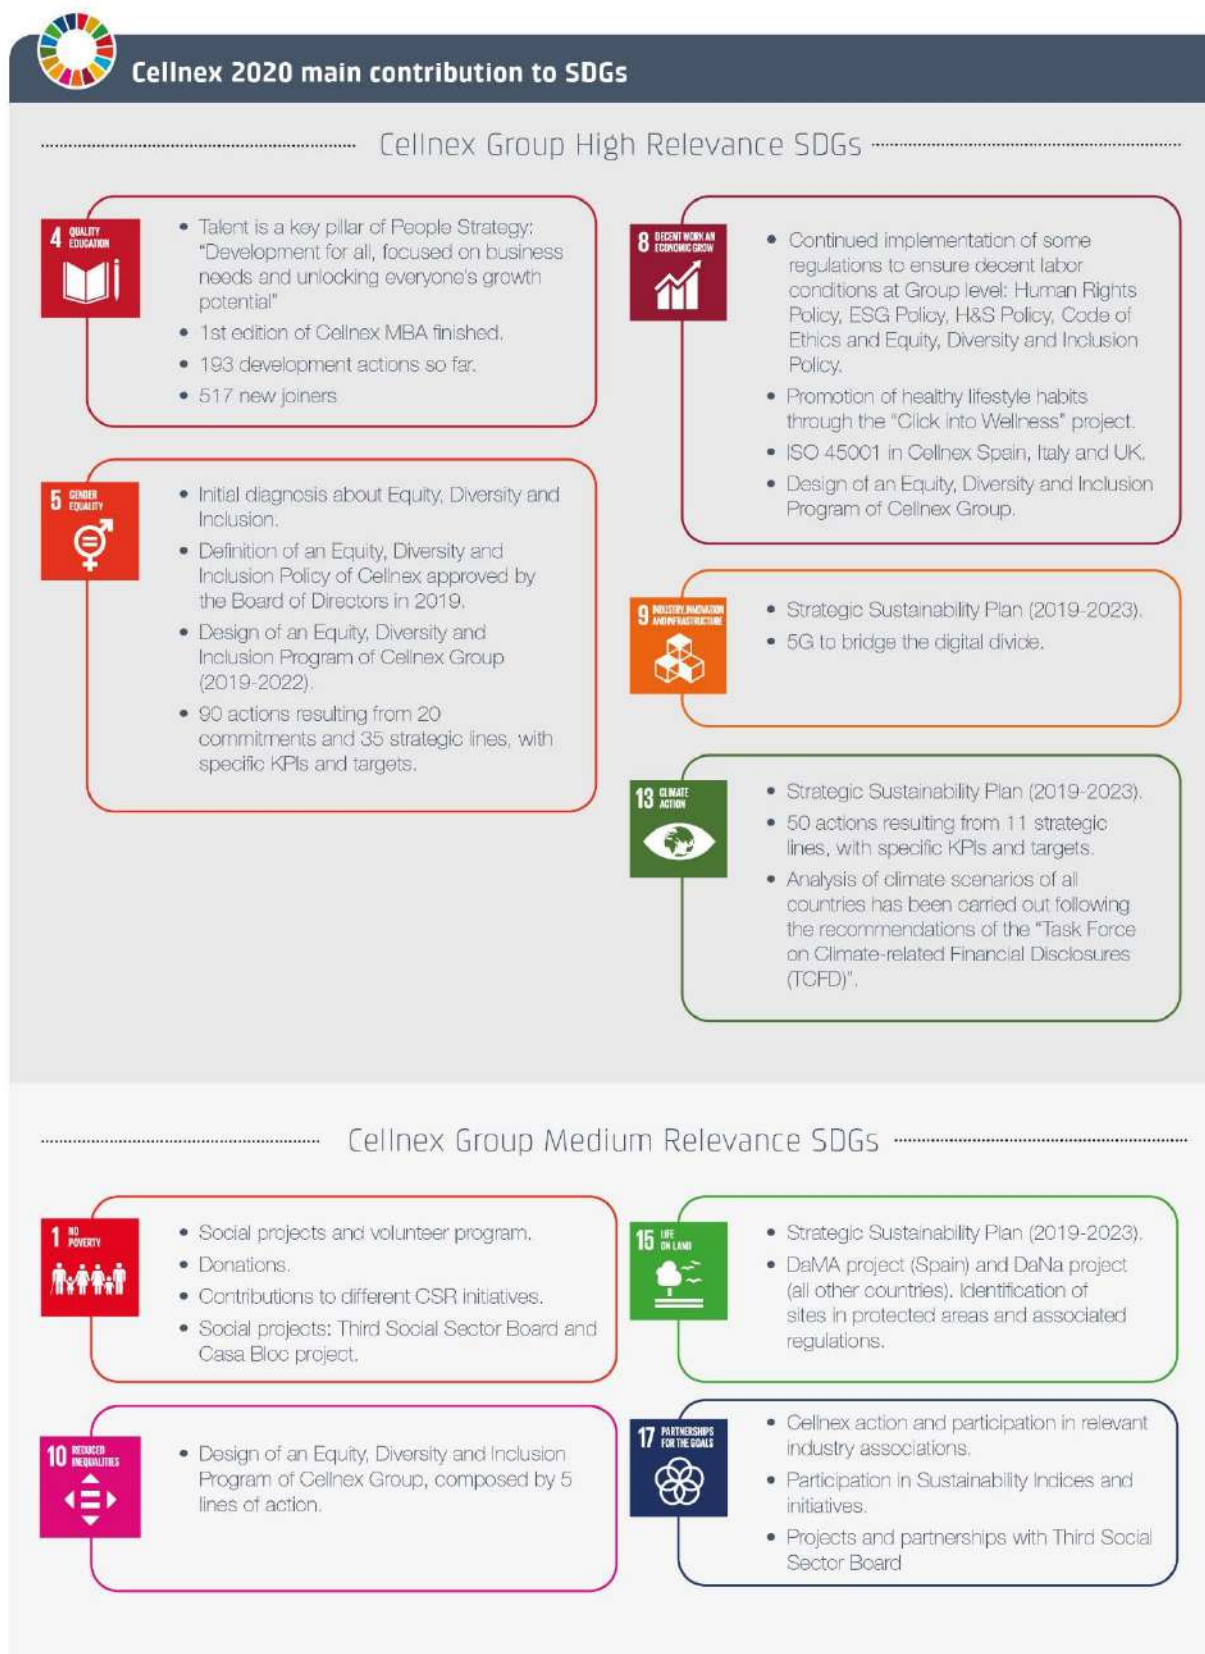 Cellnex 2020 main contribution to SDGs
Cellnex Group High Relevance SDGs
4 QUALITY
EDUCATION
• Talent is a key pillar of People Strategy:
"Development for all, focused on business
needs and unlocking everyone's growth
potential"
• 1st edition of Cellnex MBA finished.
• 193 development actions so far.
• 517 new joiners
5 GENDER
EQUALITY
• Initial diagnosis about Equity, Diversity and
Inclusion.
• Definition of an Equity, Diversity and
Inclusion Policy of Cellnex approved by
the Board of Directors in 2019.
• Design of an Equity, Diversity and
Inclusion Program of Cellnex Group
(2019-2022).
• 90 actions resulting from 20
commitments and 35 strategic lines, with
specific KPIs and targets.
8 DECENT WORK AN
ECONOMIC GROW
• Continued implementation of some
regulations to ensure decent labor
conditions at Group level: Human Rights
Policy, ESG Policy, H&S Policy, Code of
Ethics and Equity, Diversity and Inclusion
Policy.
• Promotion of healthy lifestyle habits
through the "Click into Wellness" project.
• ISO 45001 in Cellnex Spain, Italy and UK.
• Design of an Equity, Diversity and Inclusion
Program of Cellnex Group.
9 INDUSTRY, INNOVATION
AND INFRASTRUCTURE
• Strategic Sustainability Plan (2019-2023).
• 5G to bridge the digital divide.
13 CLIMATE
ACTION
• Strategic Sustainability Plan (2019-2023).
• 50 actions resulting from 11 strategic
lines, with specific KPIs and targets.
• Analysis of climate scenarios of all
countries has been carried out following
the recommendations of the "Task Force
on Climate-related Financial Disclosures
(TCFD)".
Cellnex Group Medium Relevance SDGs
1 NO
POVERTY
• Social projects and volunteer program.
• Donations.
• Contributions to different CSR initiatives.
• Social projects: Third Social Sector Board and
Casa Bloc project.
10 REDUCED
INEQUALITIES
• Design of an Equity, Diversity and Inclusion
Program of Cellnex Group, composed by 5
lines of action.
15 LIFE
ON LAND
• Strategic Sustainability Plan (2019-2023).
• DaMA project (Spain) and DaNa project
(all other countries). Identification of
sites in protected areas and associated
regulations.
17 PARTNERSHIPS
FOR THE GOALS
• Cellnex action and participation in relevant
industry associations.
• Participation in Sustainability Indices and
initiatives.
• Projects and partnerships with Third Social
Sector Board